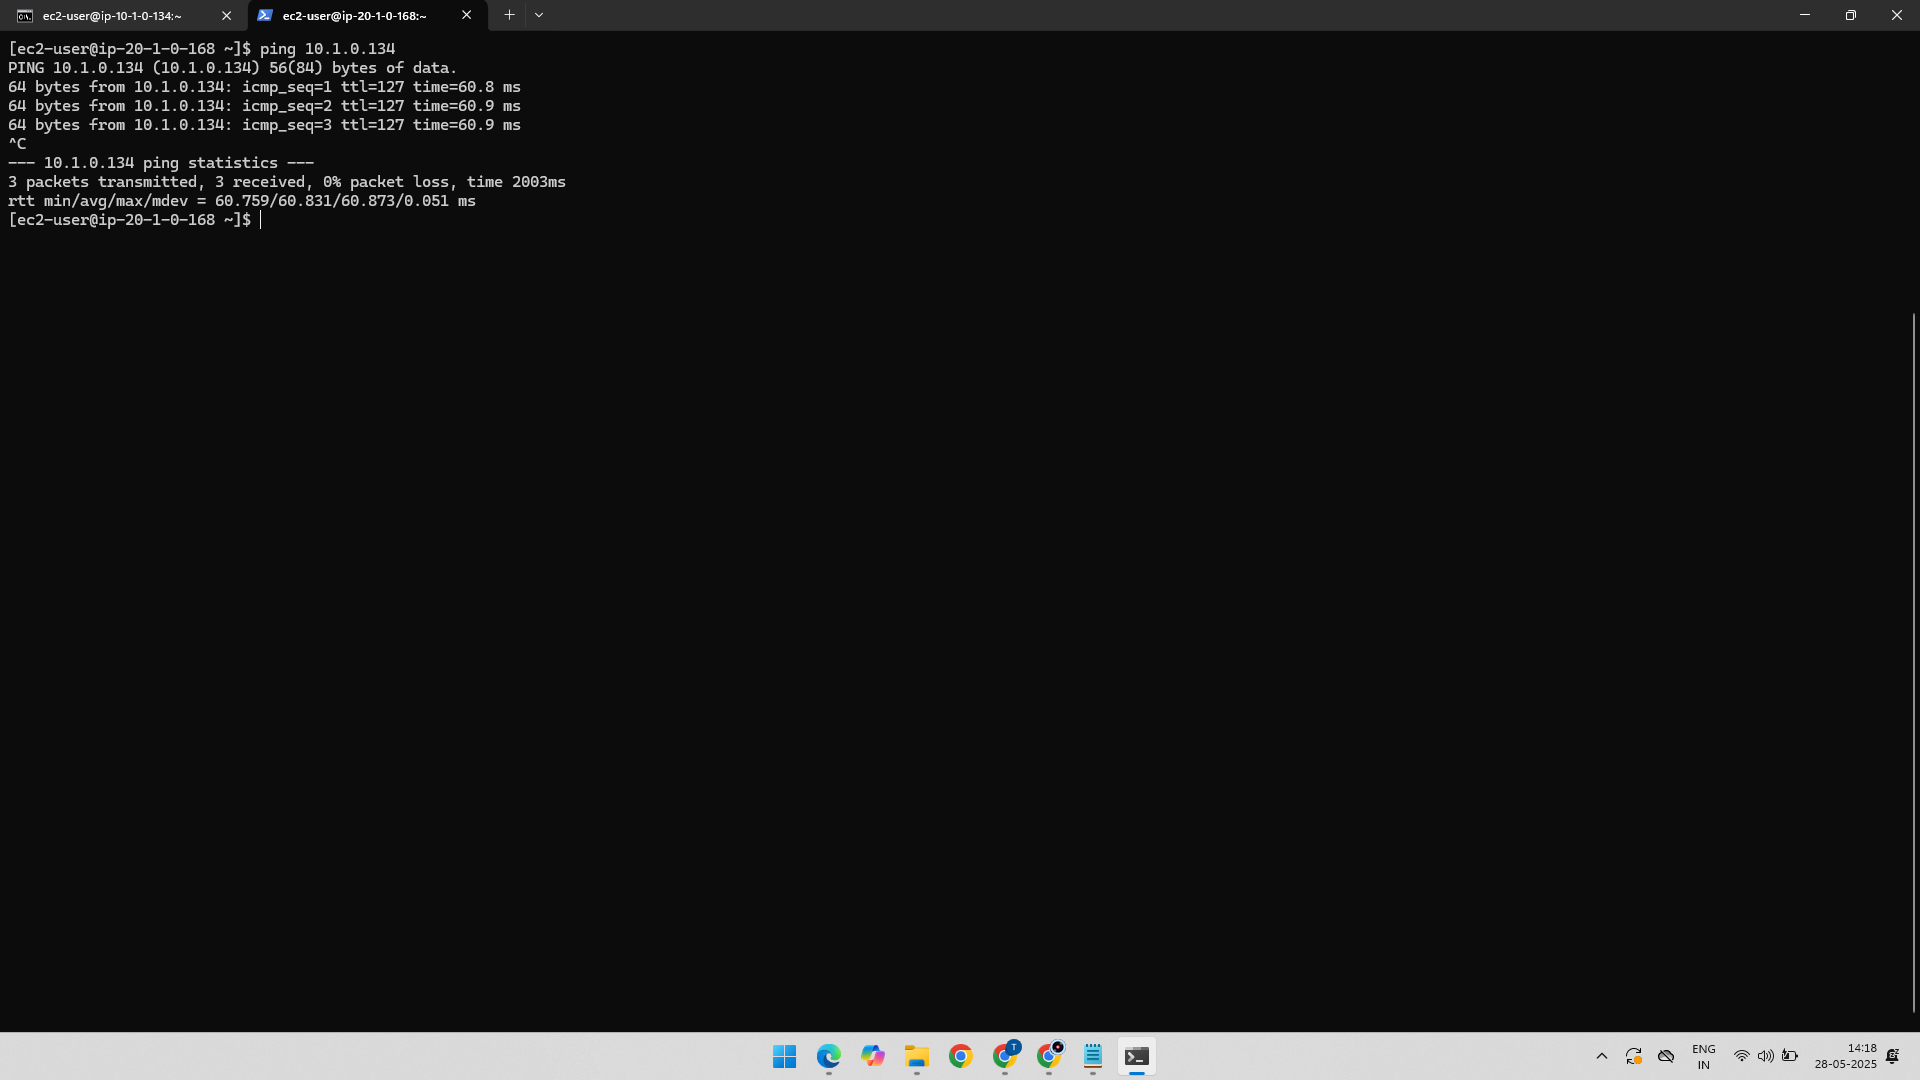 ec2-user@ip-10-1-0-134:~
ec2-user@ip-20-1-0-168:~
[ec2-user@ip-20-1-0-168 ~]$ ping 10.1.0.134
PING 10.1.0.134 (10.1.0.134) 56(84) bytes of data.
64 bytes from 10.1.0.134: icmp_seq=1 ttl=127 time=60.8 ms
64 bytes from 10.1.0.134: icmp_seq=2 ttl=127 time=60.9 ms
64 bytes from 10.1.0.134: icmp_seq=3 ttl=127 time=60.9 ms
^C
--- 10.1.0.134 ping statistics ---
3 packets transmitted, 3 received, 0% packet loss, time 2003ms
rtt min/avg/max/mdev = 60.759/60.831/60.873/0.051 ms
[ec2-user@ip-20-1-0-168 ~]$
T
ENG
IN
14:18
28-05-2025